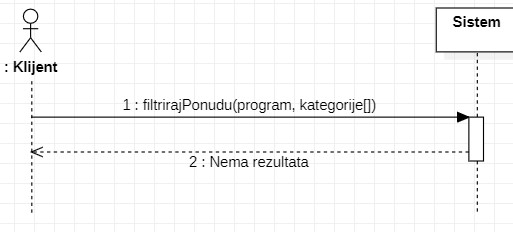 Sistem
: Klijent
1 : filtrirajPonudu(program, kategorije[])
2 : Nema rezultata